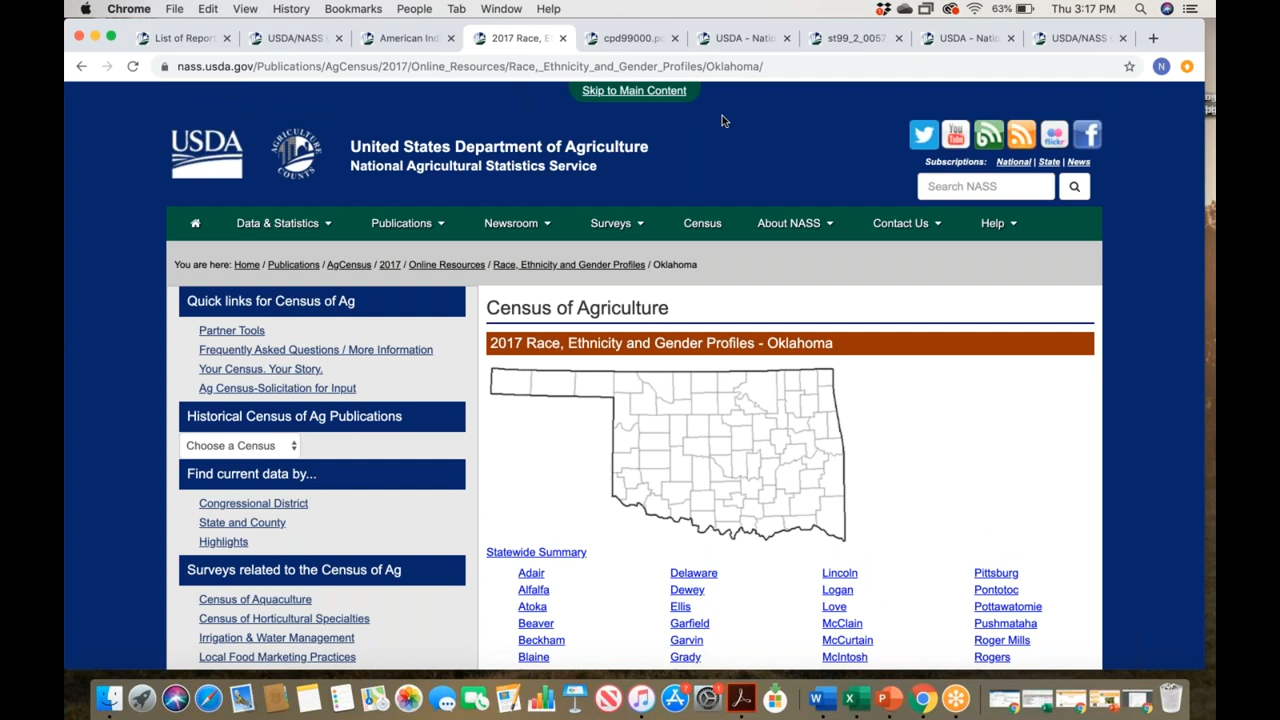 Chrome File Edit View History Bookmarks People Tab Window Help 63% Thu 3:17 PM
List of Report USDA/NASS American Ind 2017 Race, E cpd99000.p USDA - Natio st99_2_0057 USDA - Natio USDA/NASS
nass.usda.gov/Publications/AgCensus/2017/Online_Resources/Race,_Ethnicity_and_Gender_Profiles/Oklahoma/ N
Skip to Main Content
USDA
AGRICULTURE COUNTS
United States Department of Agriculture
National Agricultural Statistics Service
You Tube flickr
Subscriptions: National | State | News
Search NASS
Data & Statistics Publications Newsroom Surveys Census About NASS Contact Us Help
You are here: Home / Publications / AgCensus / 2017 / Online Resources / Race, Ethnicity and Gender Profiles / Oklahoma
Quick links for Census of Ag
Partner Tools
Frequently Asked Questions / More Information
Your Census. Your Story.
Ag Census-Solicitation for Input
Historical Census of Ag Publications
Choose a Census
Find current data by...
Congressional District
State and County
Highlights
Surveys related to the Census of Ag
Census of Aquaculture
Census of Horticultural Specialties
Irrigation & Water Management
Local Food Marketing Practices
Census of Agriculture
2017 Race, Ethnicity and Gender Profiles - Oklahoma
Statewide Summary
Adair Delaware Lincoln Pittsburg
Alfalfa Dewey Logan Pontotoc
Atoka Ellis Love Pottawatomie
Beaver Garfield McClain Pushmataha
Beckham Garvin McCurtain Roger Mills
Blaine Grady McIntosh Rogers